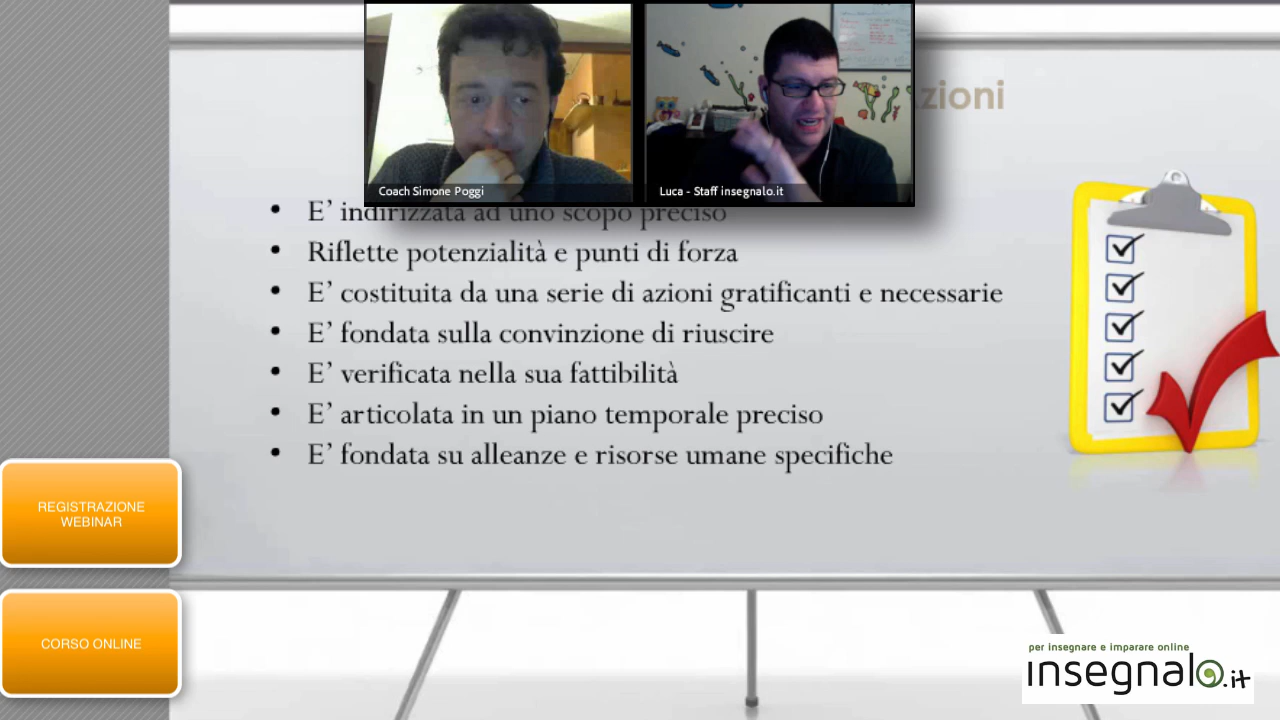 zioni
Coach Simone Poggi
Luca - Staff insegnalo.it
• E’ indirizzata ad uno scopo preciso
• Riflette potenzialità e punti di forza
• E’ costituita da una serie di azioni gratificanti e necessarie
• E’ fondata sulla convinzione di riuscire
• E’ verificata nella sua fattibilità
• E’ articolata in un piano temporale preciso
• E’ fondata su alleanze e risorse umane specifiche
REGISTRAZIONE
WEBINAR
CORSO ONLINE
per insegnare e imparare online
insegnalo.it